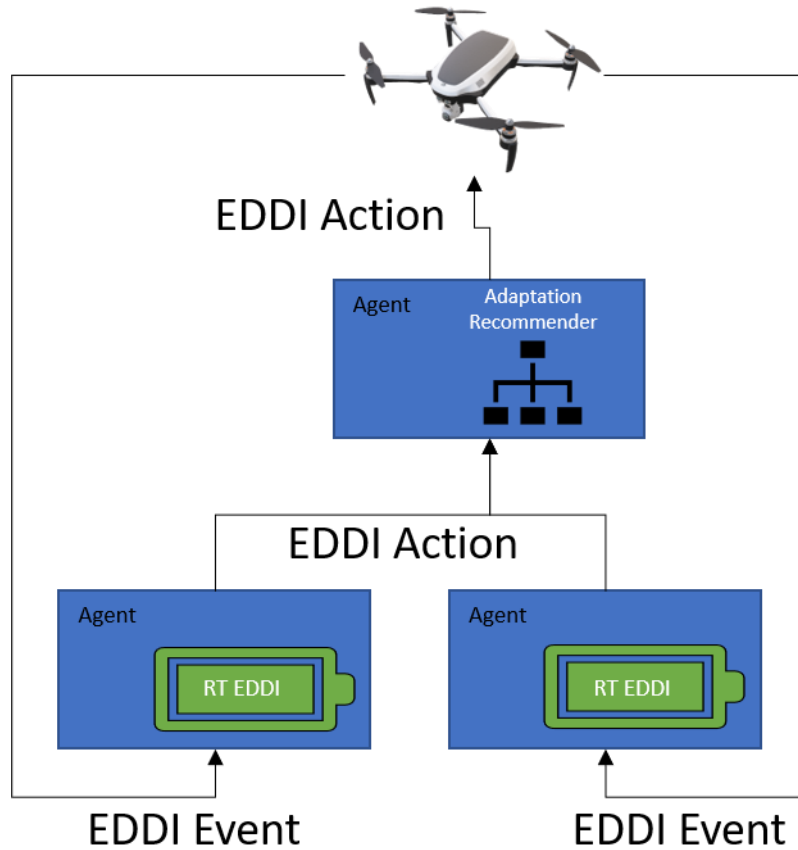 EDDI Action
Agent
Adaptation
Recommender
EDDI Action
Agent
RT EDDI
Agent
RT EDDI
EDDI Event
EDDI Event